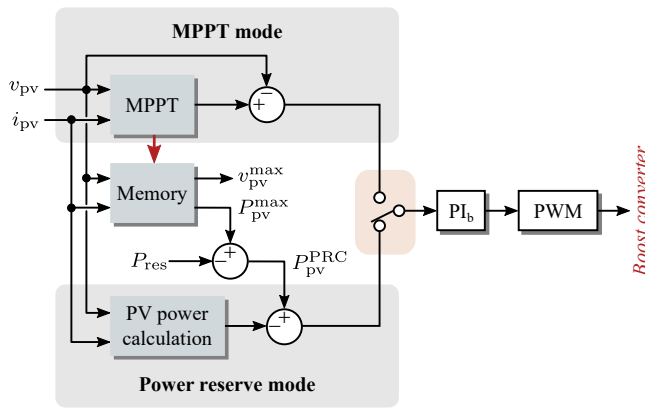 MPPT mode
v_pv
MPPT
−
+
i_pv
Memory
v_pv^max
P_pv^max
P_res
−
+
P_pv^PRC
PI_b
PWM
Boost converter
PV power
calculation
−
+
Power reserve mode